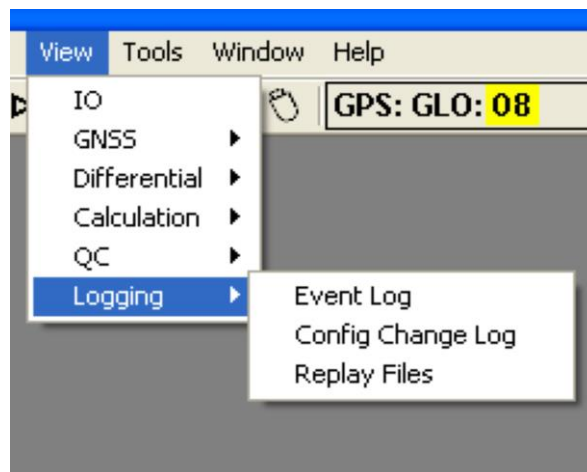 View Tools Window Help
GPS: GLO: 08
IO
GNSS
Differential
Calculation
QC
Logging
Event Log
Config Change Log
Replay Files